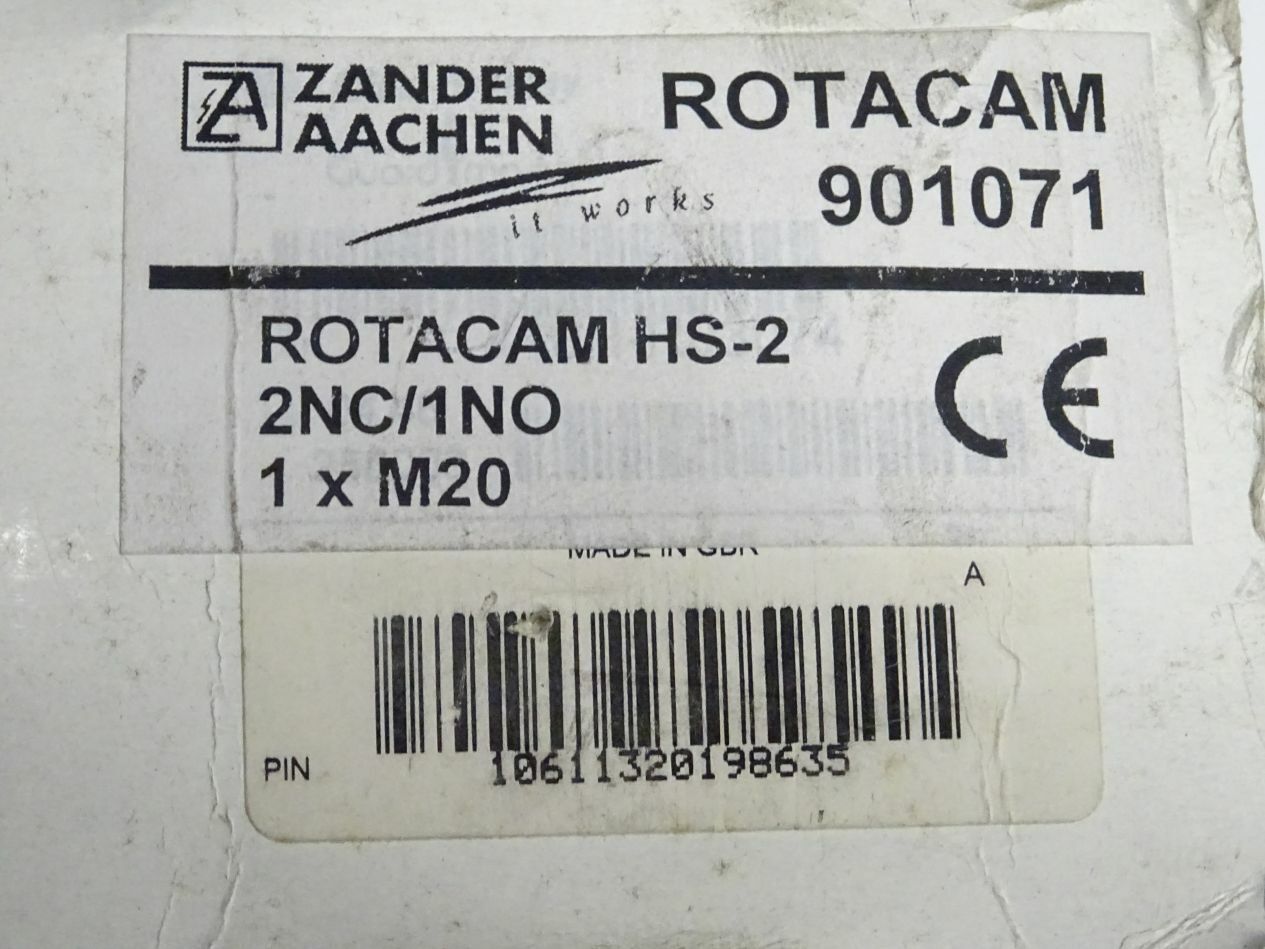 ZA ZANDER
AACHEN
it works
ROTACAM
901071
ROTACAM HS-2
2NC/1NO
1 x M20
CE
MADE IN GBR
A
PIN
10611320198635